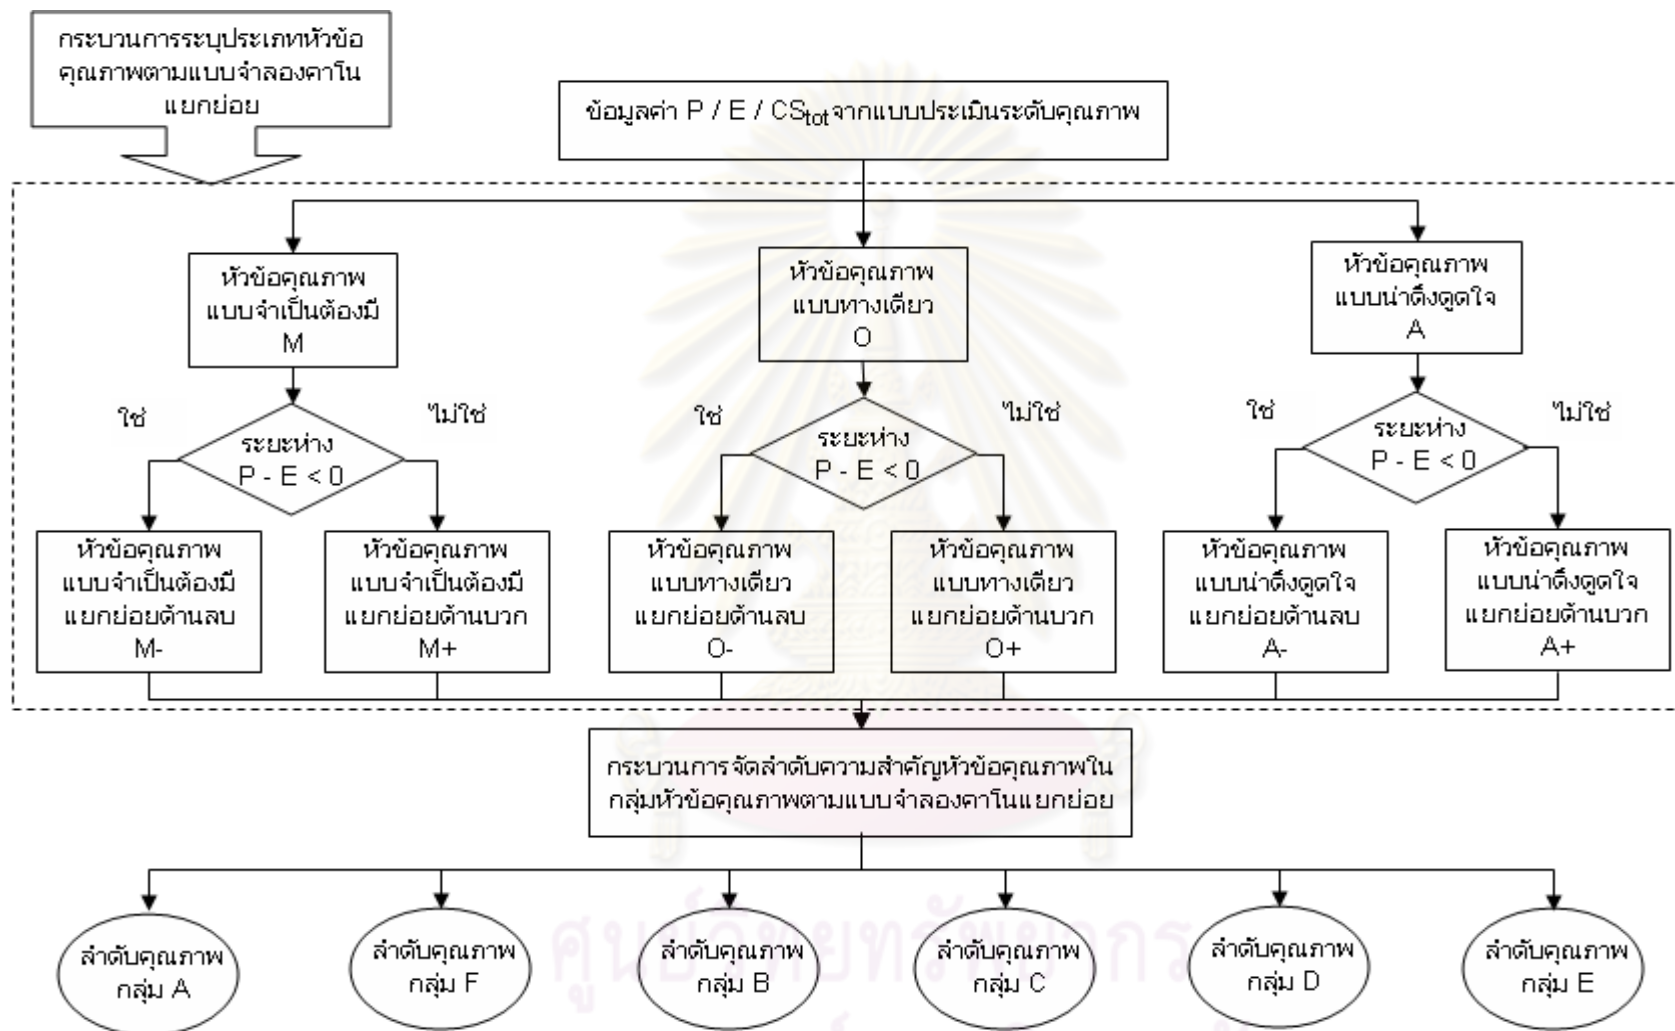 กระบวนการระบุประเภทหัวข้อ
คุณภาพตามแบบจำลองคาโน
แยกย่อย
ข้อมูลค่า P / E / CStot จากแบบประเมินระดับคุณภาพ
หัวข้อคุณภาพ
แบบจำเป็นต้องมี
M
หัวข้อคุณภาพ
แบบทางเดียว
O
หัวข้อคุณภาพ
แบบน่าดึงดูดใจ
A
ใช่
ระยะห่าง
P - E < 0
ไม่ใช่
ใช่
ระยะห่าง
P - E < 0
ไม่ใช่
ใช่
ระยะห่าง
P - E < 0
ไม่ใช่
หัวข้อคุณภาพ
แบบจำเป็นต้องมี
แยกย่อยด้านลบ
M-
หัวข้อคุณภาพ
แบบจำเป็นต้องมี
แยกย่อยด้านบวก
M+
หัวข้อคุณภาพ
แบบทางเดียว
แยกย่อยด้านลบ
O-
หัวข้อคุณภาพ
แบบทางเดียว
แยกย่อยด้านบวก
O+
หัวข้อคุณภาพ
แบบน่าดึงดูดใจ
แยกย่อยด้านลบ
A-
หัวข้อคุณภาพ
แบบน่าดึงดูดใจ
แยกย่อยด้านบวก
A+
กระบวนการจัดลำดับความสำคัญหัวข้อคุณภาพใน
กลุ่มหัวข้อคุณภาพตามแบบจำลองคาโนแยกย่อย
ลำดับคุณภาพ
กลุ่ม A
ลำดับคุณภาพ
กลุ่ม F
ลำดับคุณภาพ
กลุ่ม B
ลำดับคุณภาพ
กลุ่ม C
ลำดับคุณภาพ
กลุ่ม D
ลำดับคุณภาพ
กลุ่ม E
ศูนย์วิทยทรัพยากร